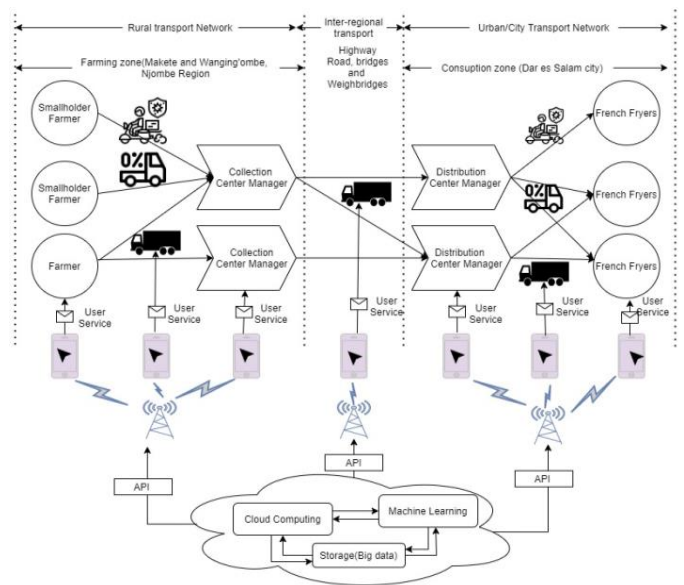 Rural transport Network
Inter-regional
transport
Urban/City Transport Network
Farming zone(Makete and Wanging'ombe,
Njombe Region
Highway
Road, bridges
and
Weighbridges
Consuption zone (Dar es Salam city)
Smallholder
Farmer
French Fryers
0%
Collection
Center Manager
Distribution
Center Manager
Smallholder
Farmer
0%
French Fryers
Farmer
Collection
Center Manager
Distribution
Center Manager
French Fryers
User
Service
User
Service
User
Service
User
Service
User
Service
User
Service
User
Service
API
API
API
Cloud Computing
Machine Learning
Storage(Big data)